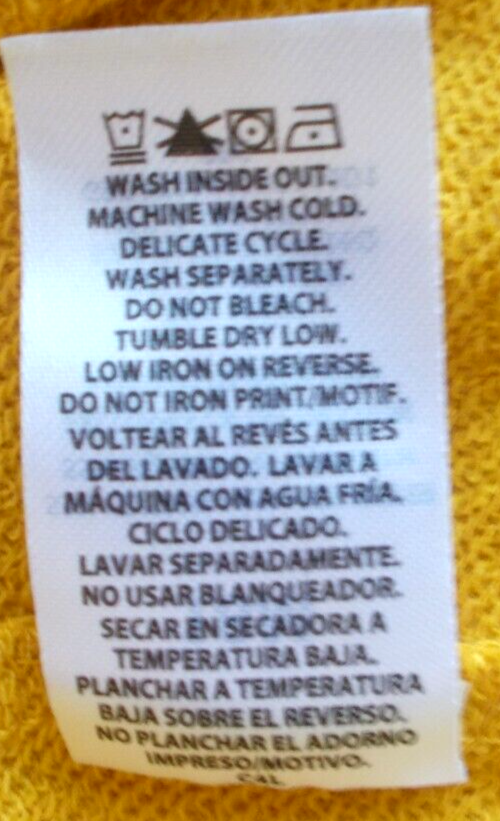 WASH INSIDE OUT.
MACHINE WASH COLD.
DELICATE CYCLE.
WASH SEPARATELY.
DO NOT BLEACH.
TUMBLE DRY LOW.
LOW IRON ON REVERSE.
DO NOT IRON PRINT/MOTIF.
VOLTEAR AL REVÉS ANTES
DEL LAVADO. LAVAR A
MÁQUINA CON AGUA FRÍA.
CICLO DELICADO.
LAVAR SEPARADAMENTE.
NO USAR BLANQUEADOR.
SECAR EN SECADORA A
TEMPERATURA BAJA.
PLANCHAR A TEMPERATURA
BAJA SOBRE EL REVERSO.
NO PLANCHAR EL ADORNO
IMPRESO/MOTIVO.